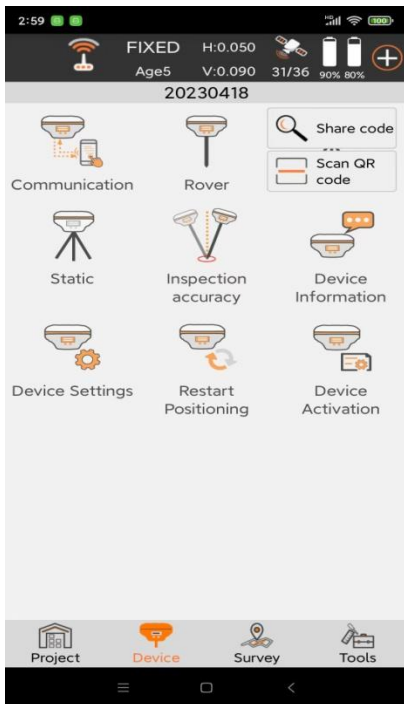 2:59
100
FIXED H:0.050
Age5 V:0.090 31/36 90% 80%
20230418
Share code
Scan QR
code
Communication Rover
Static Inspection
accuracy Device
Information
Device Settings Restart
Positioning Device
Activation
Project Device Survey Tools